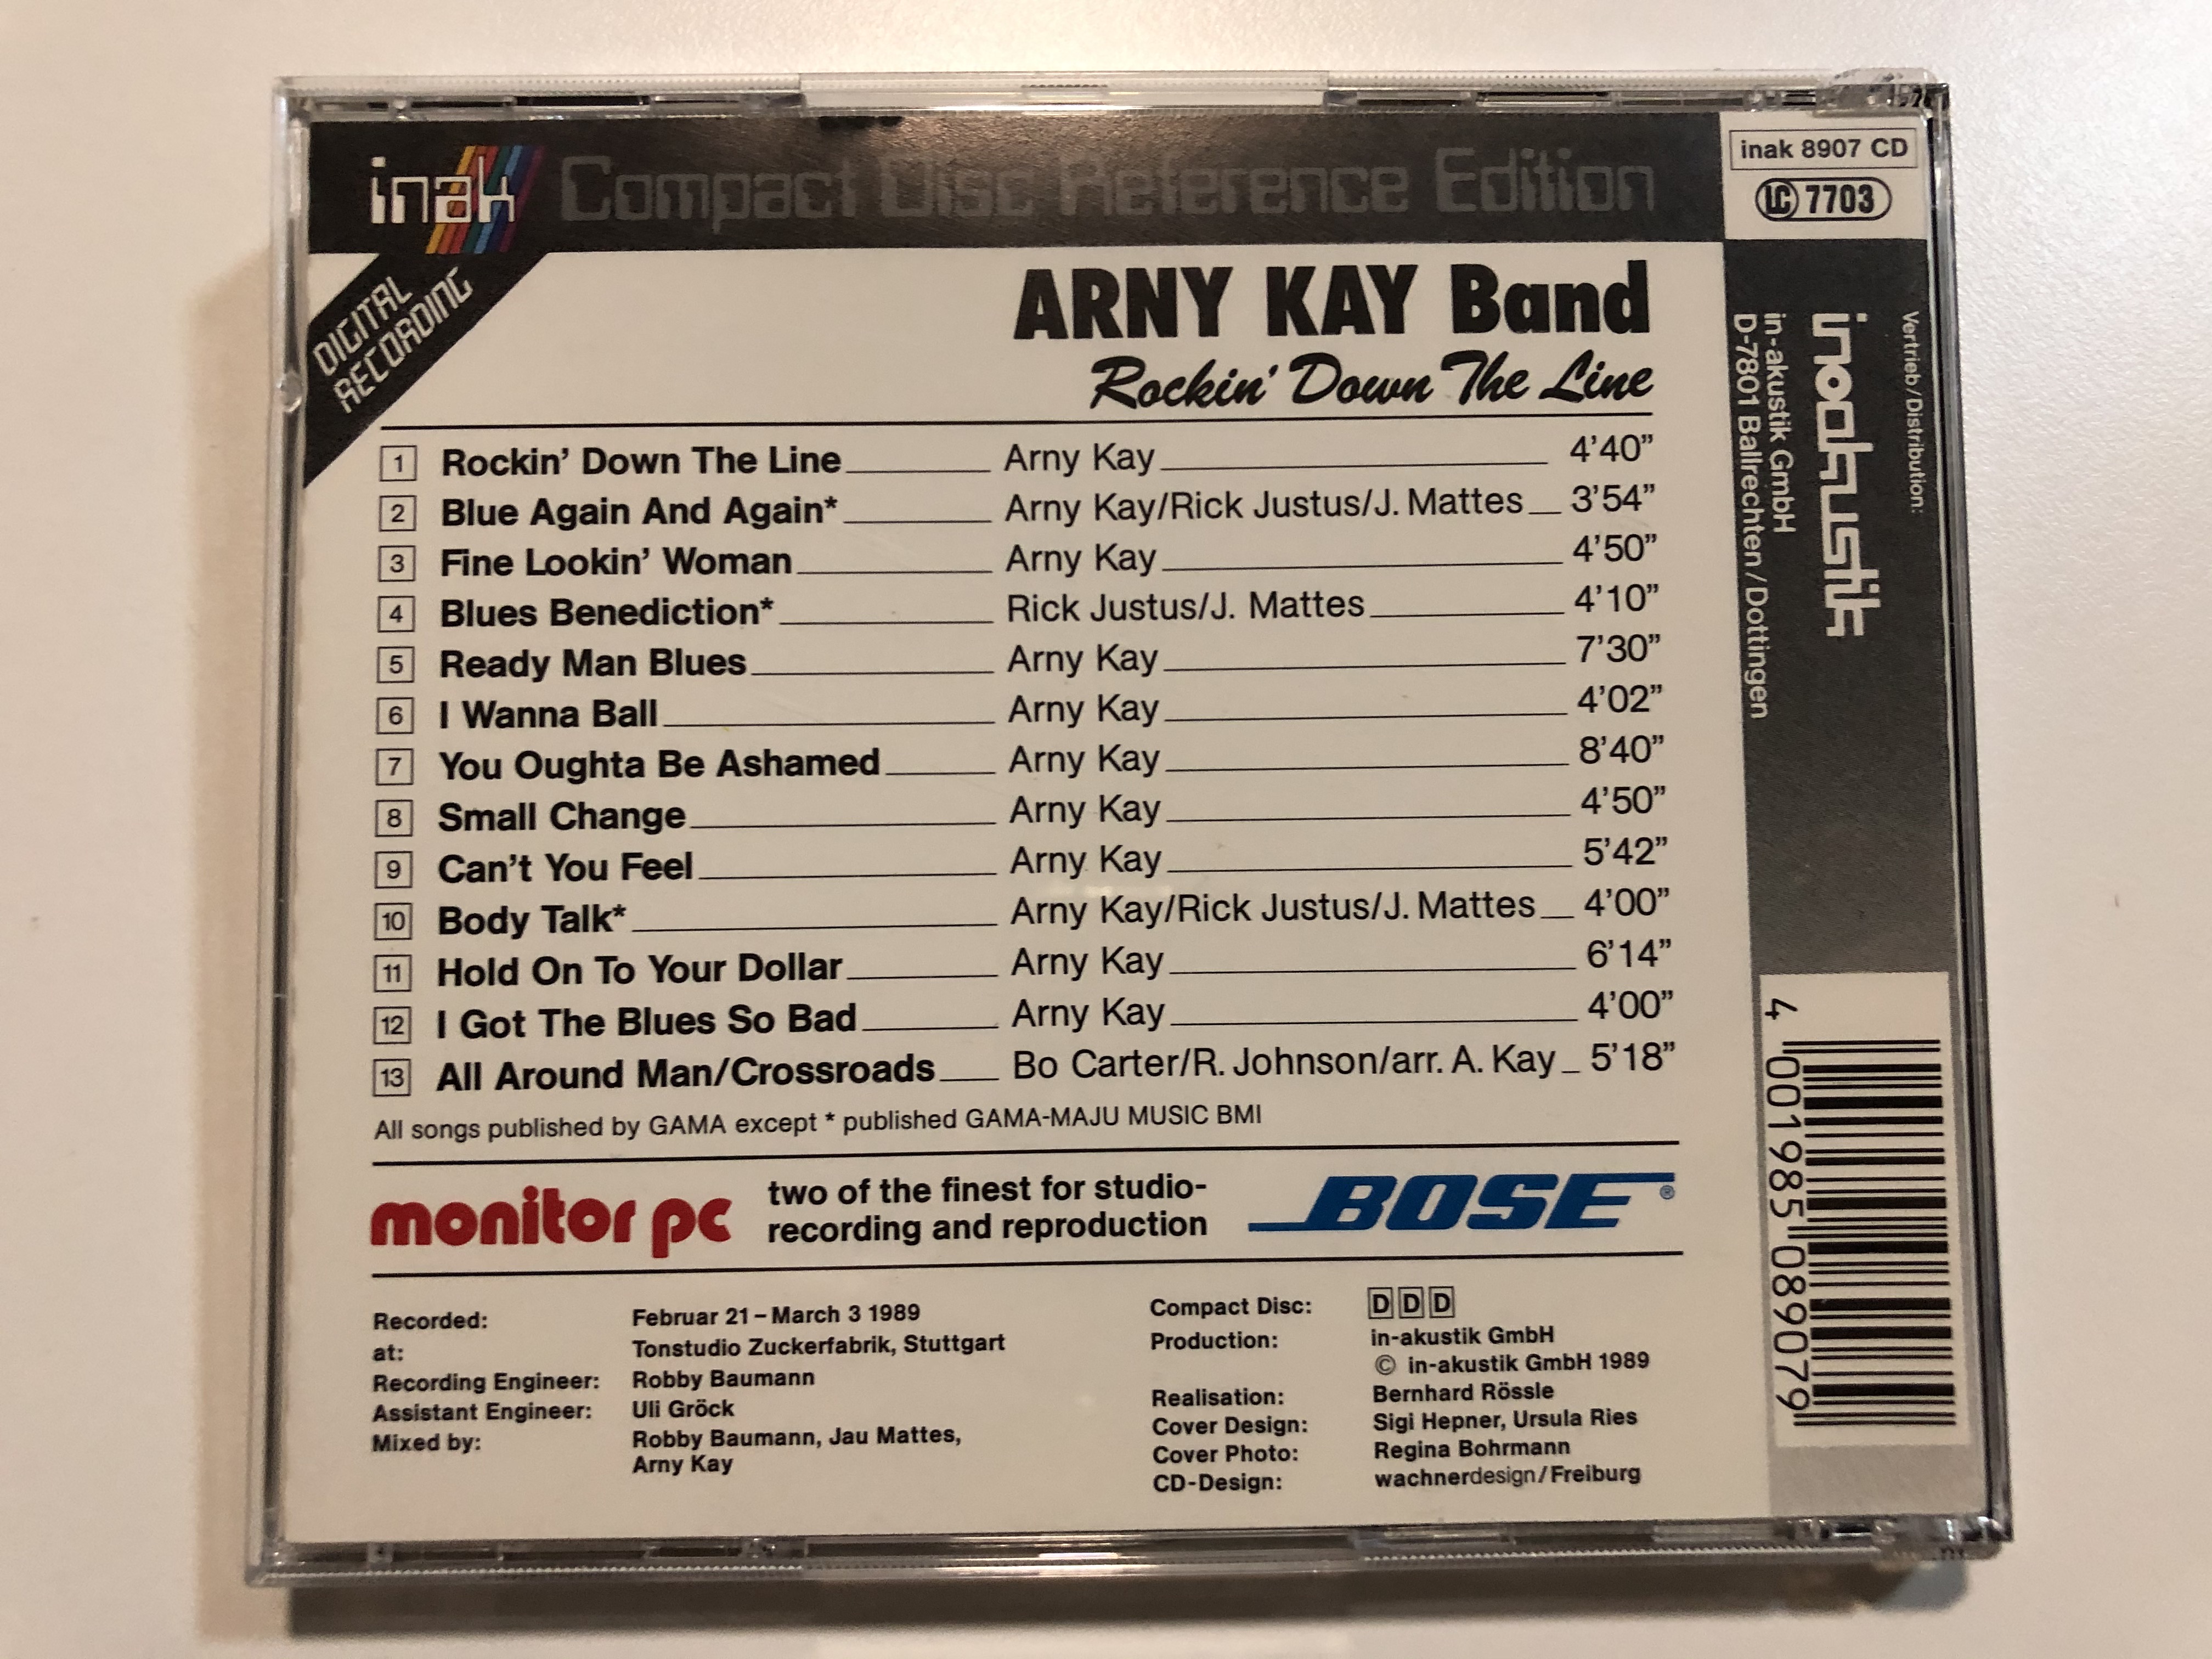 inak Compact Disc Reference Edition
DIGITAL
RECORDING
ARNY KAY Band
Rockin' Down The Line
1 Rockin' Down The Line Arny Kay 4'40"
2 Blue Again And Again* Arny Kay/Rick Justus/J. Mattes 3'54"
3 Fine Lookin' Woman Arny Kay 4'50"
4 Blues Benediction* Rick Justus/J. Mattes 4'10"
5 Ready Man Blues Arny Kay 7'30"
6 I Wanna Ball Arny Kay 4'02"
7 You Oughta Be Ashamed Arny Kay 8'40"
8 Small Change Arny Kay 4'50"
9 Can't You Feel Arny Kay 5'42"
10 Body Talk* Arny Kay/Rick Justus/J. Mattes 4'00"
11 Hold On To Your Dollar Arny Kay 6'14"
12 I Got The Blues So Bad Arny Kay 4'00"
13 All Around Man/Crossroads Bo Carter/R. Johnson/arr. A. Kay 5'18"
All songs published by GAMA except * published GAMA-MAJU MUSIC BMI
monitor pc
two of the finest for studio-
recording and reproduction
BOSE®
Recorded: Februar 21 – March 3 1989
at: Tonstudio Zuckerfabrik, Stuttgart
Recording Engineer: Robby Baumann
Assistant Engineer: Uli Gröck
Mixed by: Robby Baumann, Jau Mattes,
Arny Kay
Compact Disc: DDD
Production: in-akustik GmbH
© in-akustik GmbH 1989
Realisation: Bernhard Rössle
Cover Design: Sigi Hepner, Ursula Ries
Cover Photo: Regina Bohrmann
CD-Design: wachnerdesign/Freiburg
inak 8907 CD
LC 7703
Vertrieb/Distribution:
inakustik
in-akustik GmbH
D-7801 Ballrechten/Dottingen
4 001985 089079